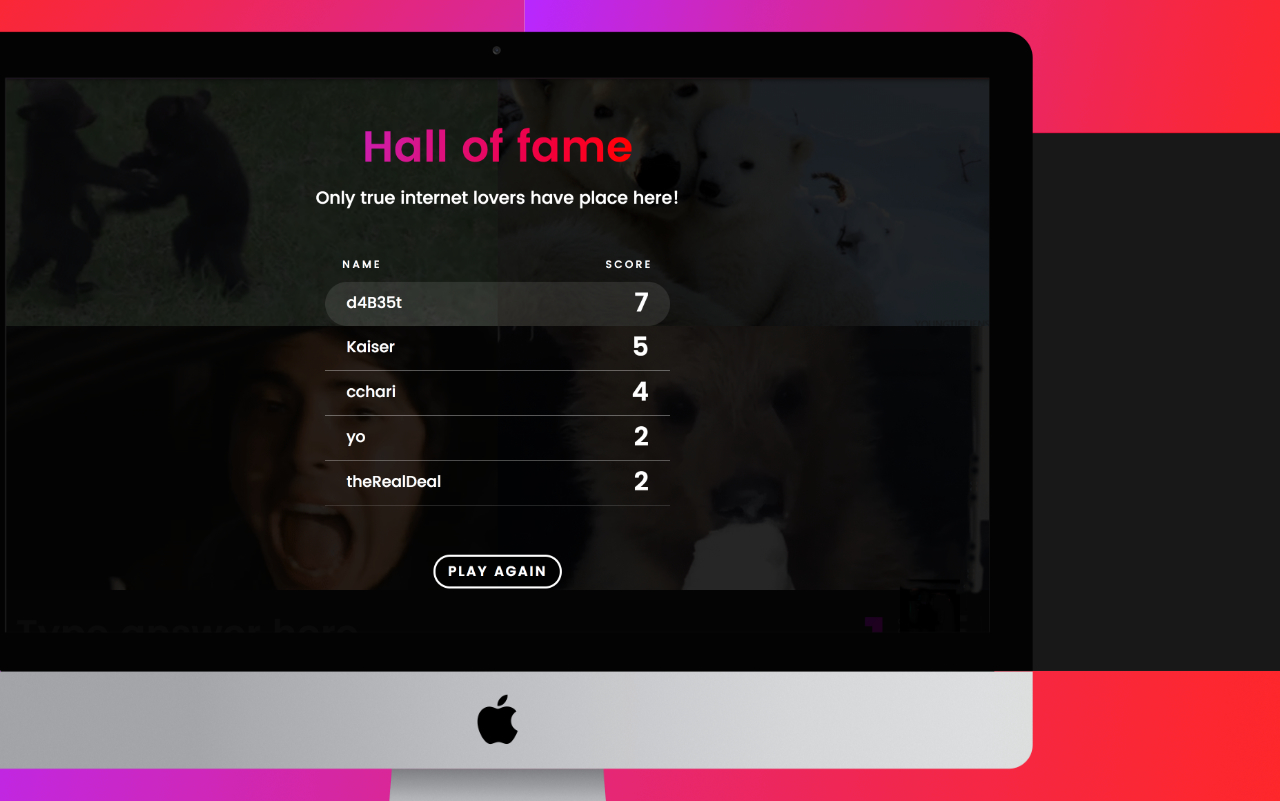 Hall of fame
Only true internet lovers have place here!
NAME SCORE
d4B35t 7
Kaiser 5
cchari 4
yo 2
theRealDeal 2
PLAY AGAIN
Type answer here